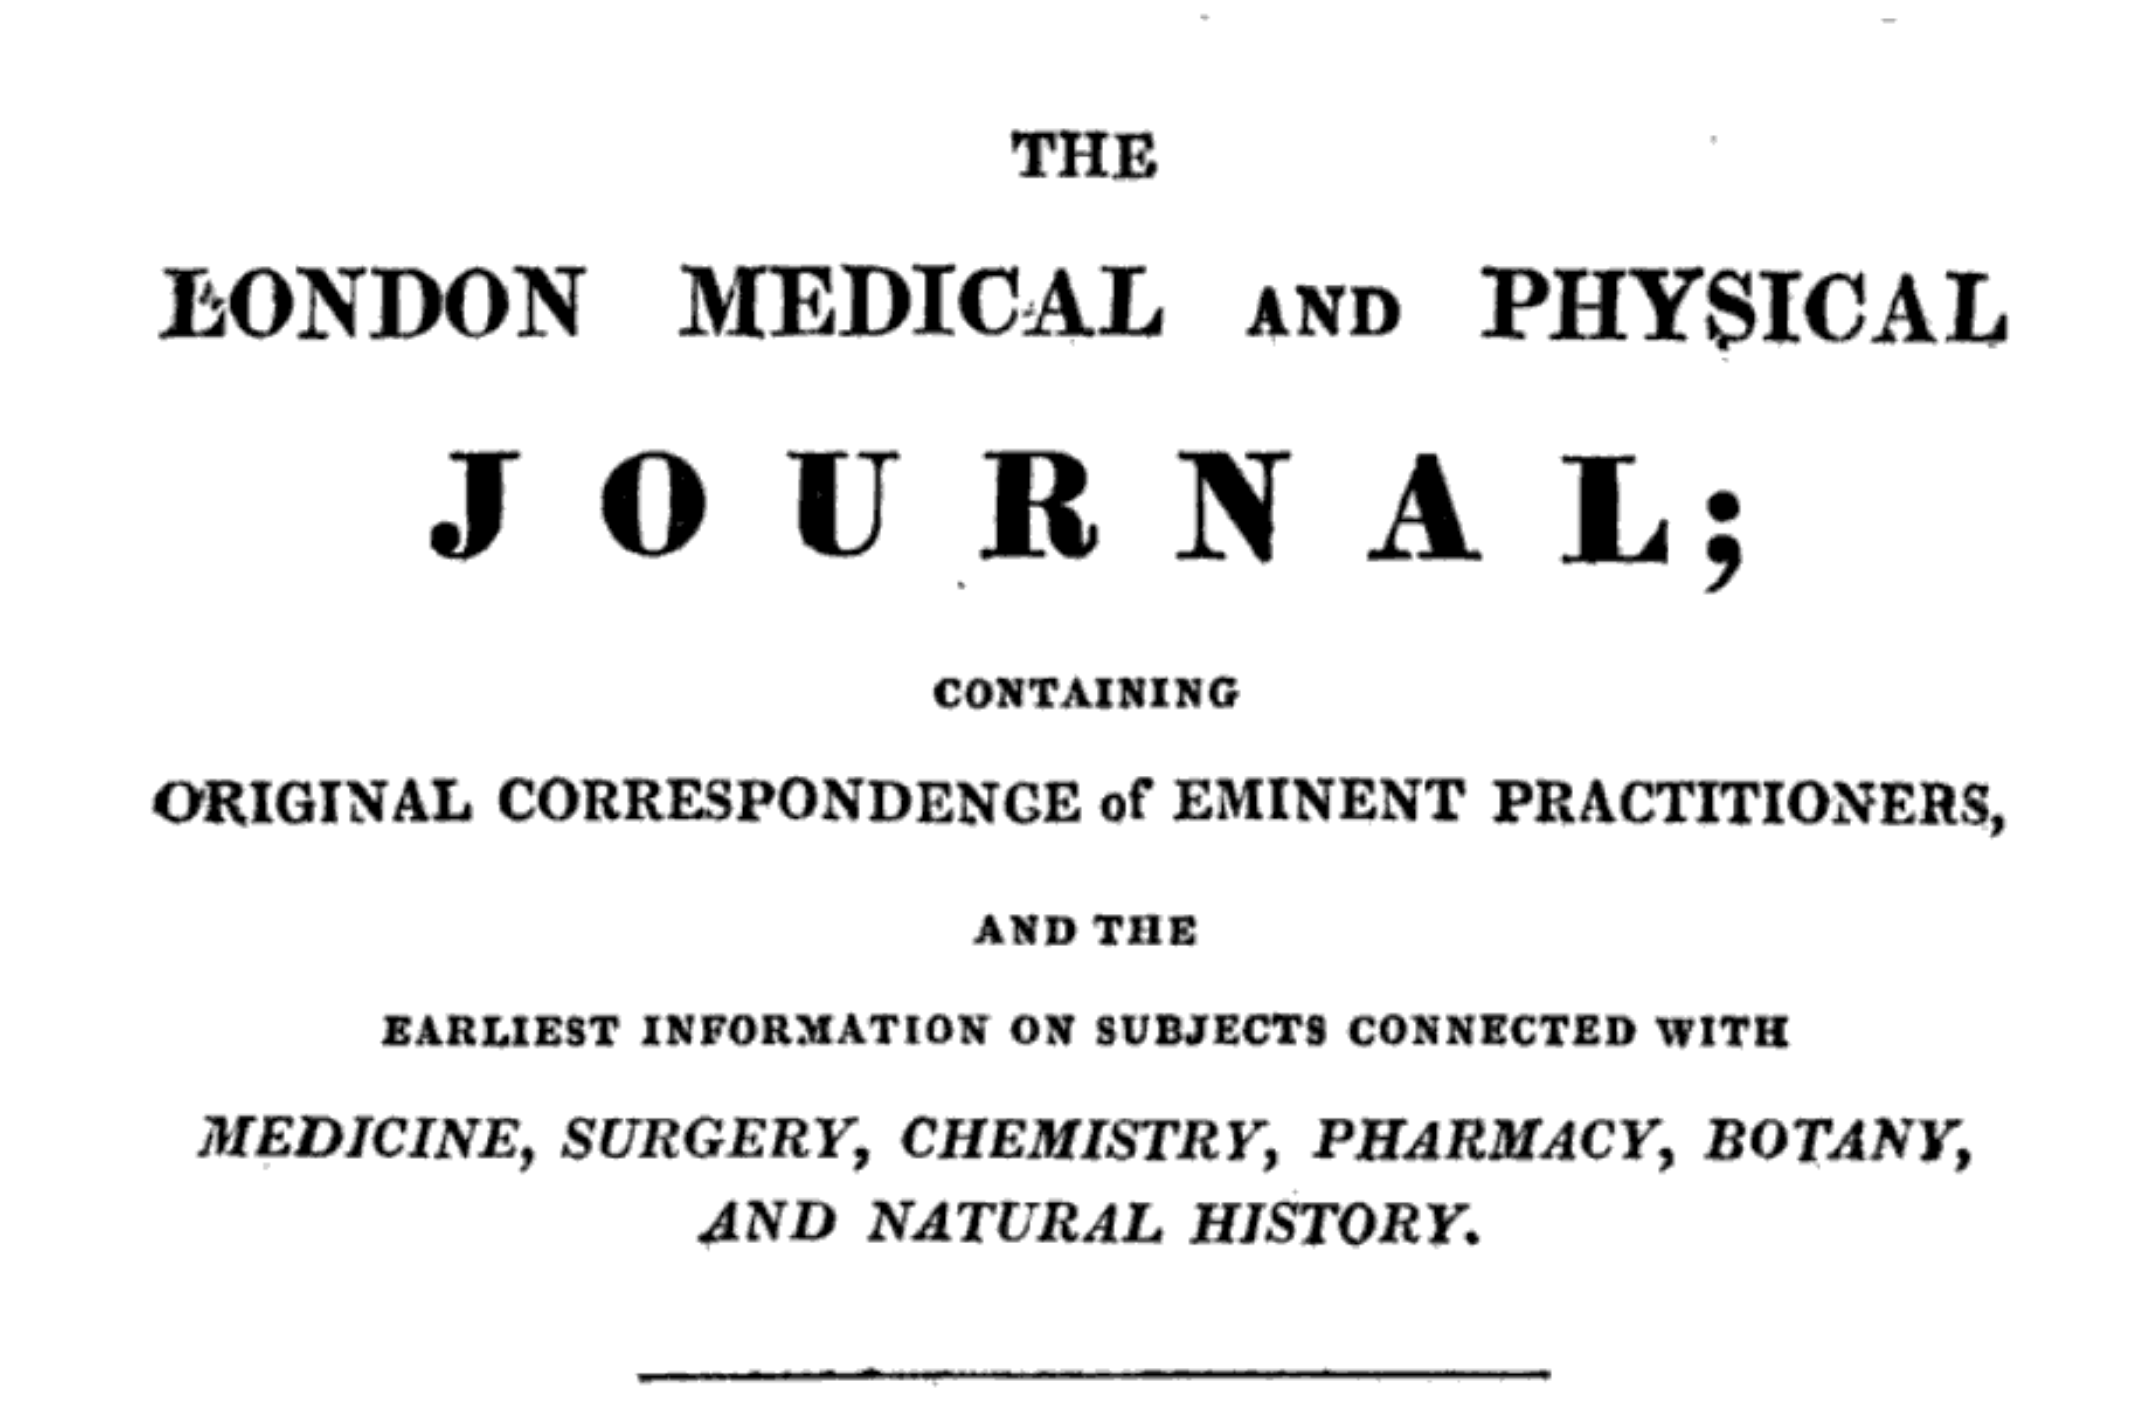 THE
LONDON MEDICAL AND PHYSICAL
JOURNAL;
CONTAINING
ORIGINAL CORRESPONDENCE of EMINENT PRACTITIONERS,
AND THE
EARLIEST INFORMATION ON SUBJECTS CONNECTED WITH
MEDICINE, SURGERY, CHEMISTRY, PHARMACY, BOTANY,
AND NATURAL HISTORY.